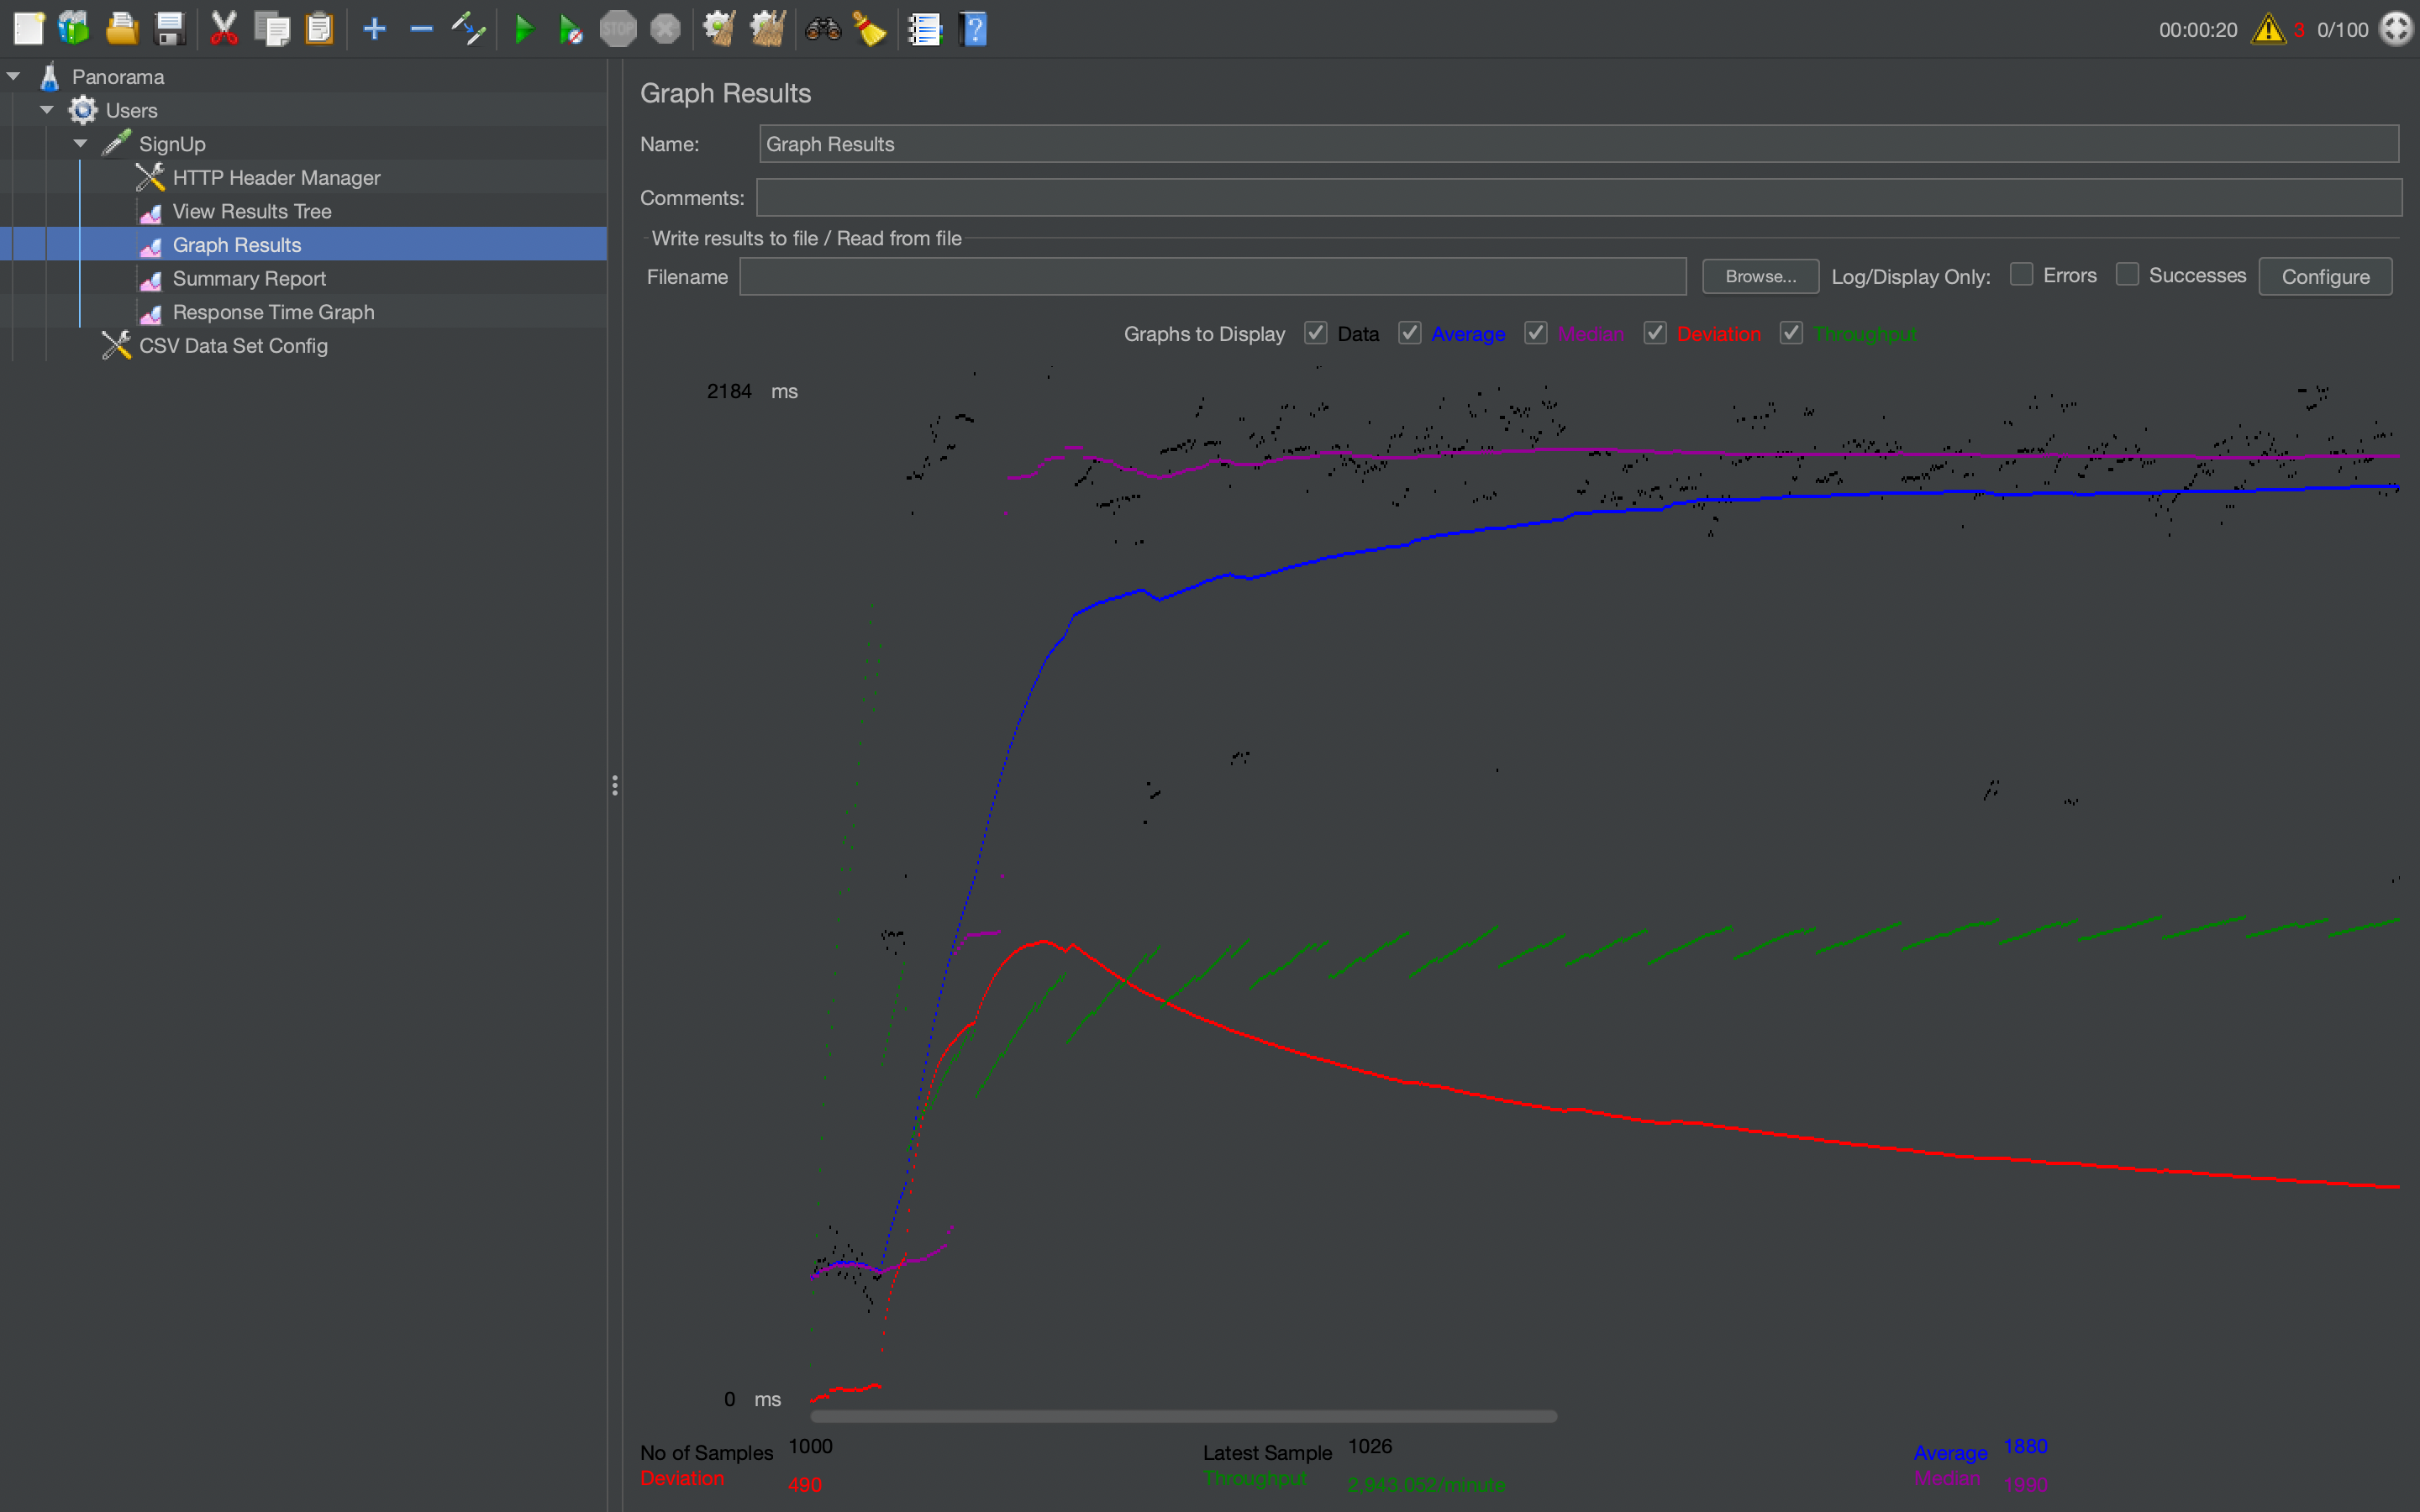 STOP
00:00:20 3 0/100
Panorama
Users
SignUp
HTTP Header Manager
View Results Tree
Graph Results
Summary Report
Response Time Graph
CSV Data Set Config
Graph Results
Name: Graph Results
Comments:
Write results to file / Read from file
Filename Browse... Log/Display Only: Errors Successes Configure
Graphs to Display Data Average Median Deviation Throughput
2184 ms
0 ms
No of Samples 1000 Latest Sample 1026 Average 1880
Deviation 490 Throughput 2,943.052/minute Median 1990